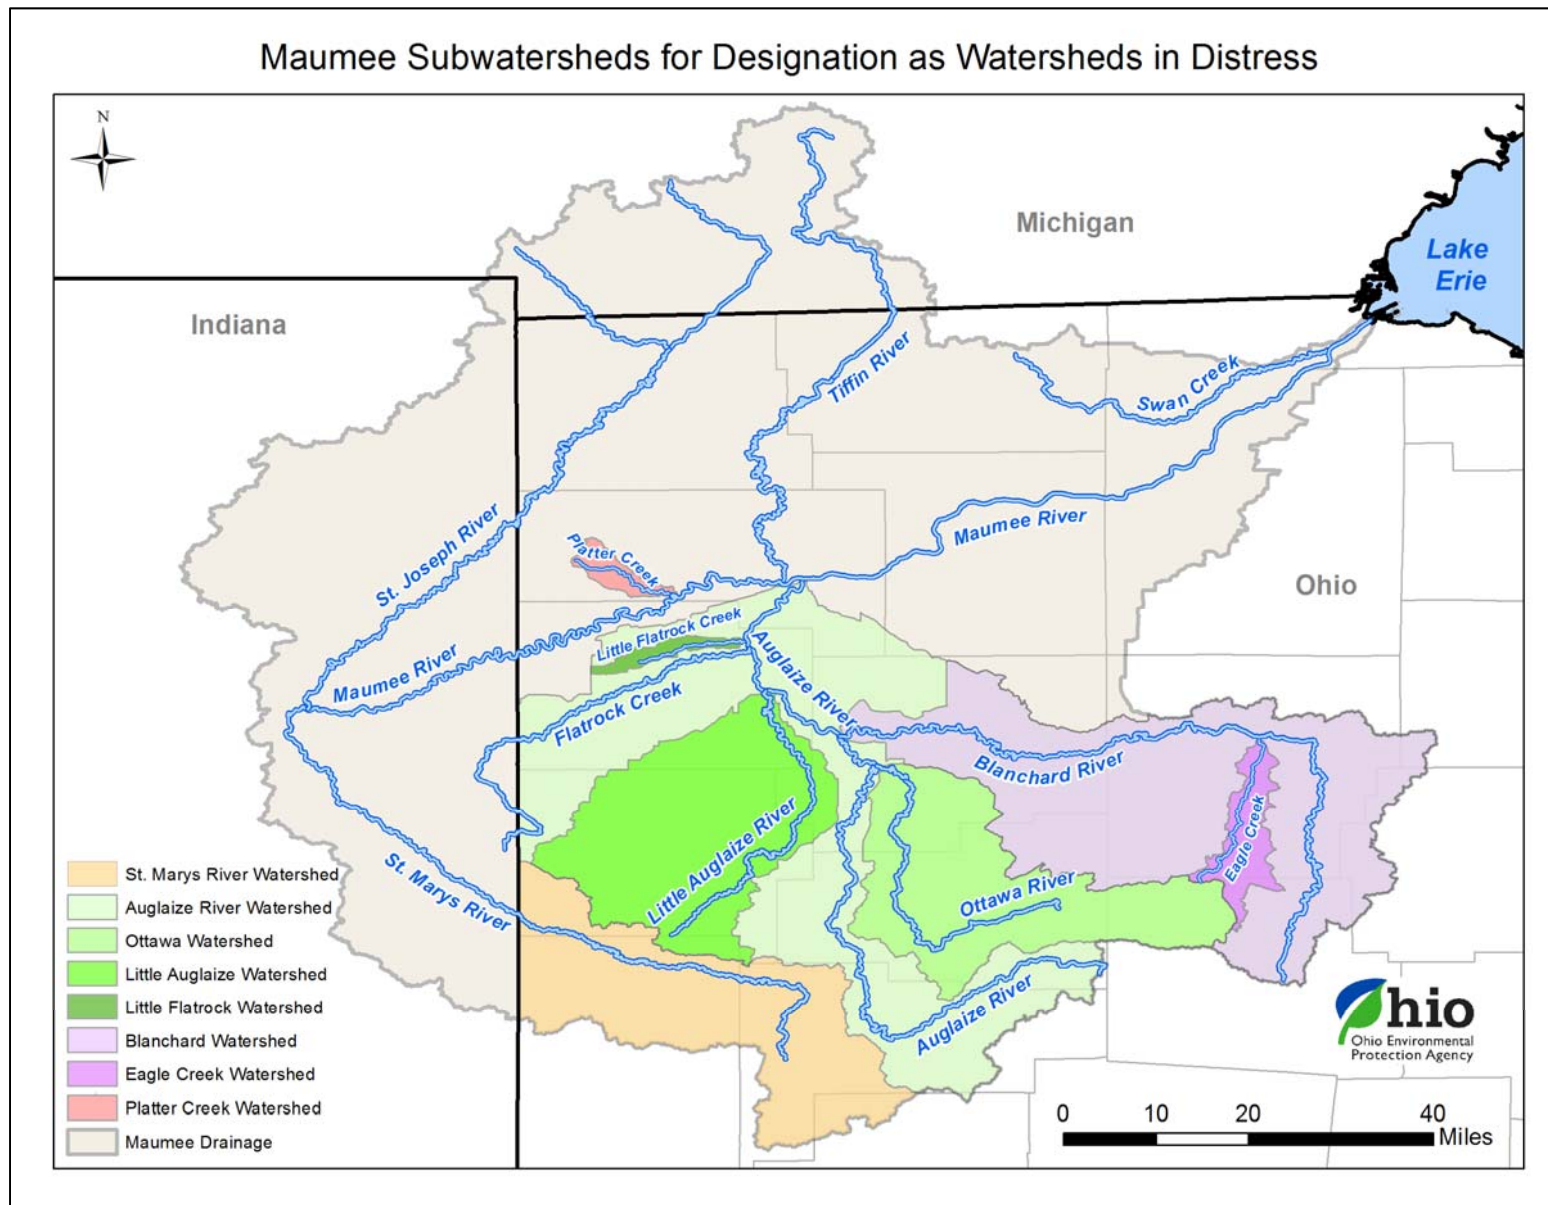 Maumee Subwatersheds for Designation as Watersheds in Distress
N
Michigan
Lake
Erie
Indiana
Tiffin River
Swan Creek
St. Joseph River
Maumee River
Platter Creek
Ohio
Little Flatrock Creek
Auglaize River
Maumee River
Flatrock Creek
Blanchard River
Eagle Creek
Little Auglaize River
St. Marys River
Ottawa River
Auglaize River
St. Marys River Watershed
Auglaize River Watershed
Ottawa Watershed
Little Auglaize Watershed
Little Flatrock Watershed
Blanchard Watershed
Eagle Creek Watershed
Platter Creek Watershed
Maumee Drainage
Ohio
Ohio Environmental
Protection Agency
0 10 20 40
Miles